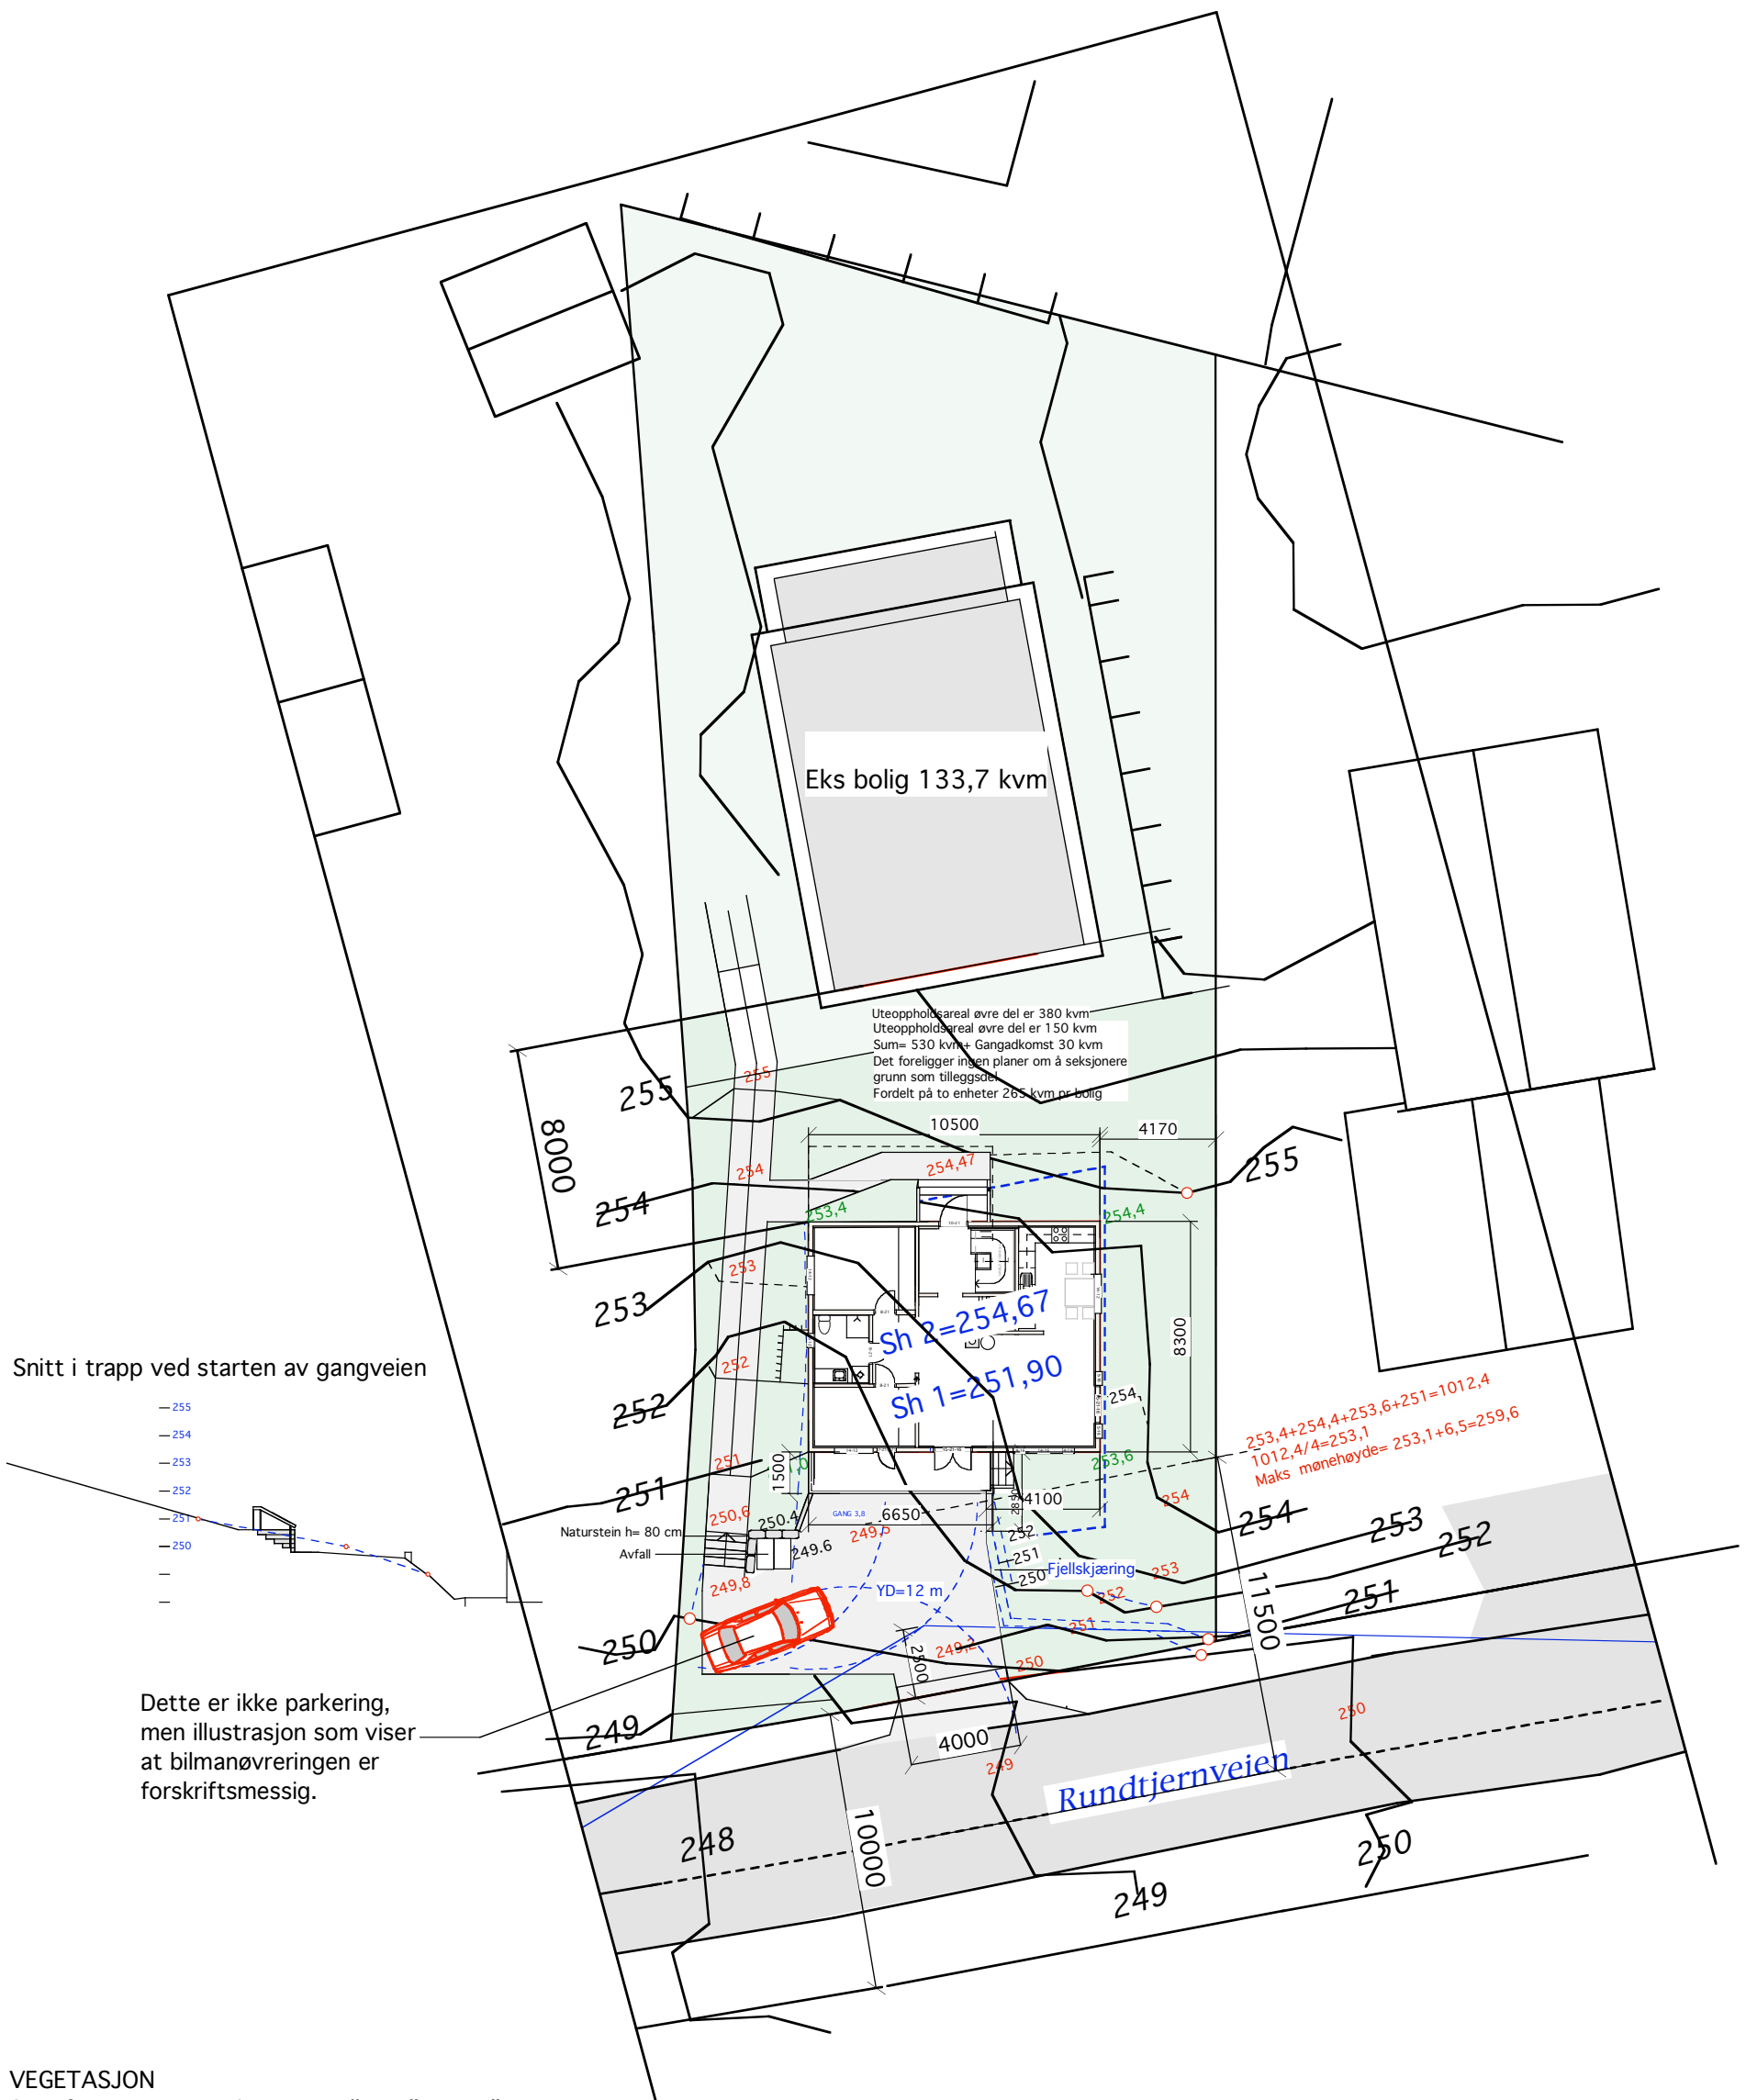 Eks bolig 133,7 kvm
Uteoppholdsareal øvre del er 380 kvm
Uteoppholdsareal øvre del er 150 kvm
Sum= 530 kvm+ Gangadkomst 30 kvm
Det foreligger ingen planer om å seksjonere
grunn som tilleggsdel
Fordelt på to enheter 265 kvm pr bolig
255
255
8000
10500
4170
254
254
254,47
255
253,4
254,4
253
253
Sh 2=254,67
8300
Sh 1=251,90
252
252
254
253,4+254,4+253,6+251=1012,4
1012,4/4=253,1
Maks mønehøyde= 253,1+6,5=259,6
Snitt i trapp ved starten av gangveien
255
254
253
252
251
250
251
251
1500
253,6
4100
254
254
253
252
250,6
250.4
GANG 3,8
6650
252
Naturstein h= 80 cm
Avfall
249.6
251
250
Fjellskjæring
253
252
249,8
YD=12 m
251
11500
250
251
249,2
2500
250
Dette er ikke parkering,
men illustrasjon som viser
at bilmanøvreringen er
forskriftsmessig.
249
4000
249
250
Rundtjernveien
248
10000
250
249
VEGETASJON